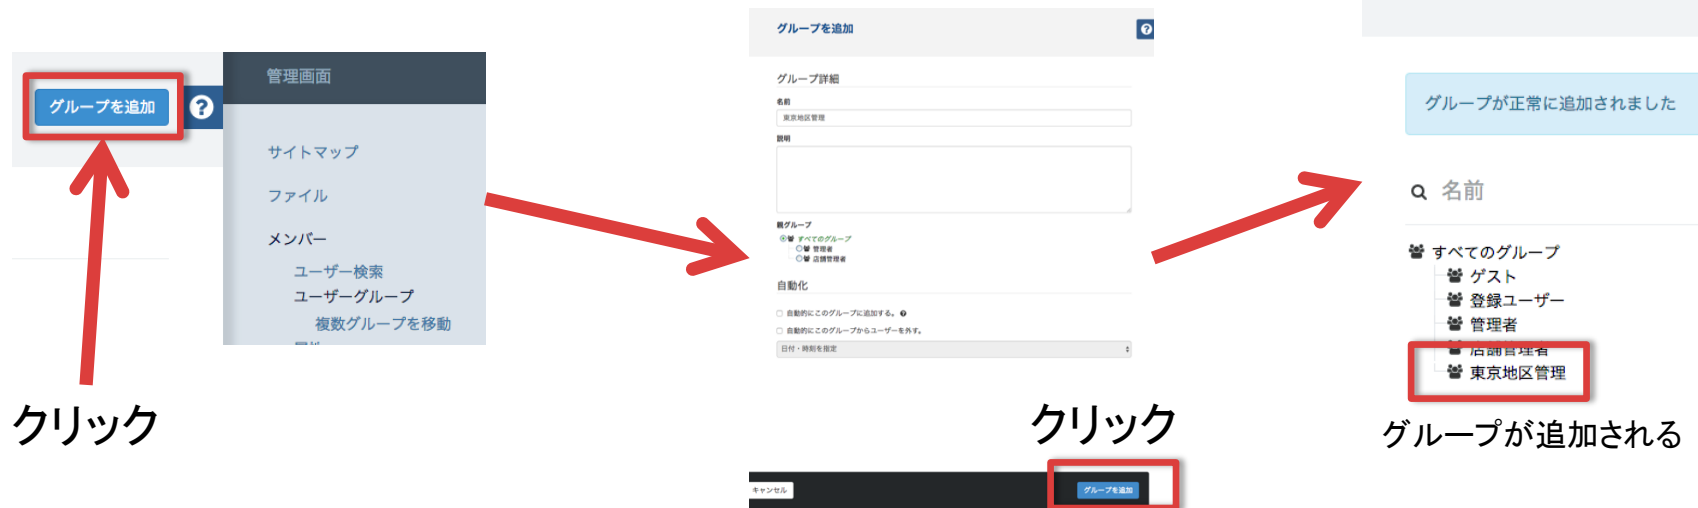 グループを追加
?
クリック
管理画面
サイトマップ
ファイル
メンバー
ユーザー検索
ユーザーグループ
複数グループを移動
グループを追加
?
グループ詳細
名前
東京地区管理
説明
親グループ
すべてのグループ
管理者
店舗管理者
自動化
自動的にこのグループに追加する。 ?
自動的にこのグループからユーザーを外す。
日付・時刻を指定
クリック
キャンセル
グループを追加
グループが正常に追加されました
名前
すべてのグループ
ゲスト
登録ユーザー
管理者
店舗管理者
東京地区管理
グループが追加される